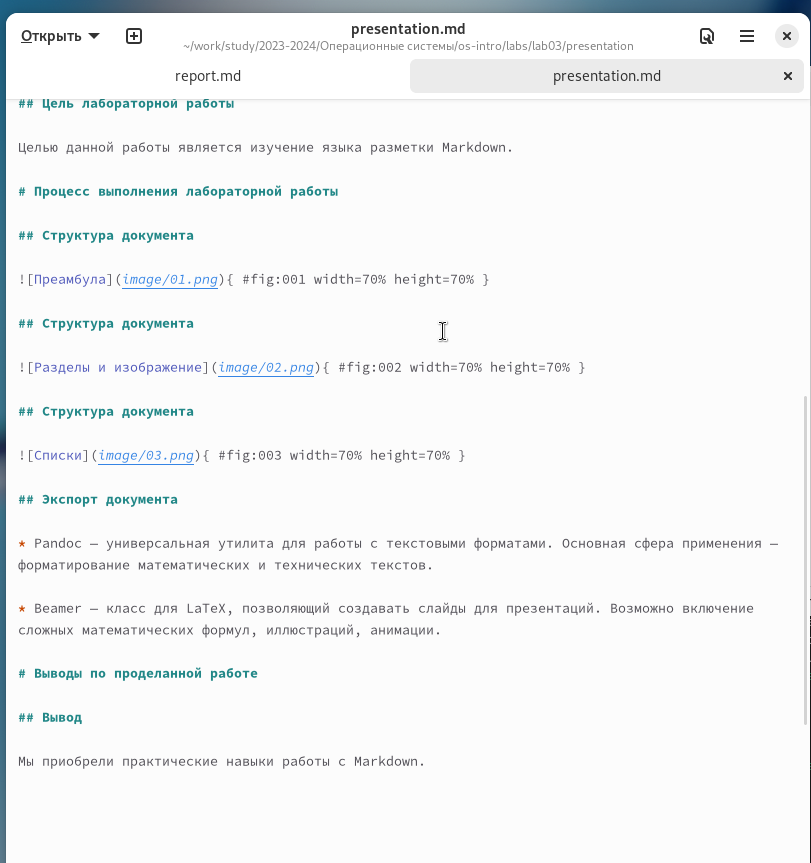 Открыть
presentation.md
~/work/study/2023-2024/Операционные системы/os-intro/labs/lab03/presentation
report.md
presentation.md
## Цель лабораторной работы
Целью данной работы является изучение языка разметки Markdown.
# Процесс выполнения лабораторной работы
## Структура документа
![Преамбула](image/01.png){ #fig:001 width=70% height=70% }
## Структура документа
![Разделы и изображение](image/02.png){ #fig:002 width=70% height=70% }
## Структура документа
![Списки](image/03.png){ #fig:003 width=70% height=70% }
## Экспорт документа
* Pandoc — универсальная утилита для работы с текстовыми форматами. Основная сфера применения —
форматирование математических и технических текстов.
* Beamer — класс для LaTeX, позволяющий создавать слайды для презентаций. Возможно включение
сложных математических формул, иллюстраций, анимации.
# Выводы по проделанной работе
## Вывод
Мы приобрели практические навыки работы с Markdown.